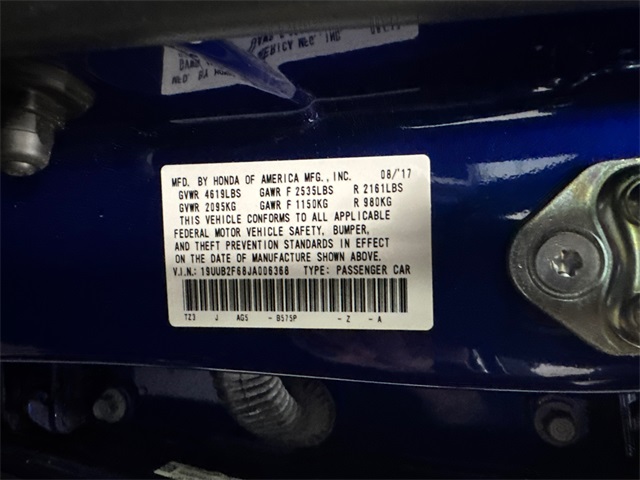 MFD. BY HONDA OF AMERICA MFG., INC. 08/'17
GVWR 4619LBS GAWR F 2535LBS R 2161LBS
GVWR 2095KG GAWR F 1150KG R 980KG
THIS VEHICLE CONFORMS TO ALL APPLICABLE
FEDERAL MOTOR VEHICLE SAFETY, BUMPER,
AND THEFT PREVENTION STANDARDS IN EFFECT
ON THE DATE OF MANUFACTURE SHOWN ABOVE.
V.I.N.: 19UUB2F68JA006368 TYPE: PASSENGER CAR
TZ3 J AG5 - B575P - Z - A